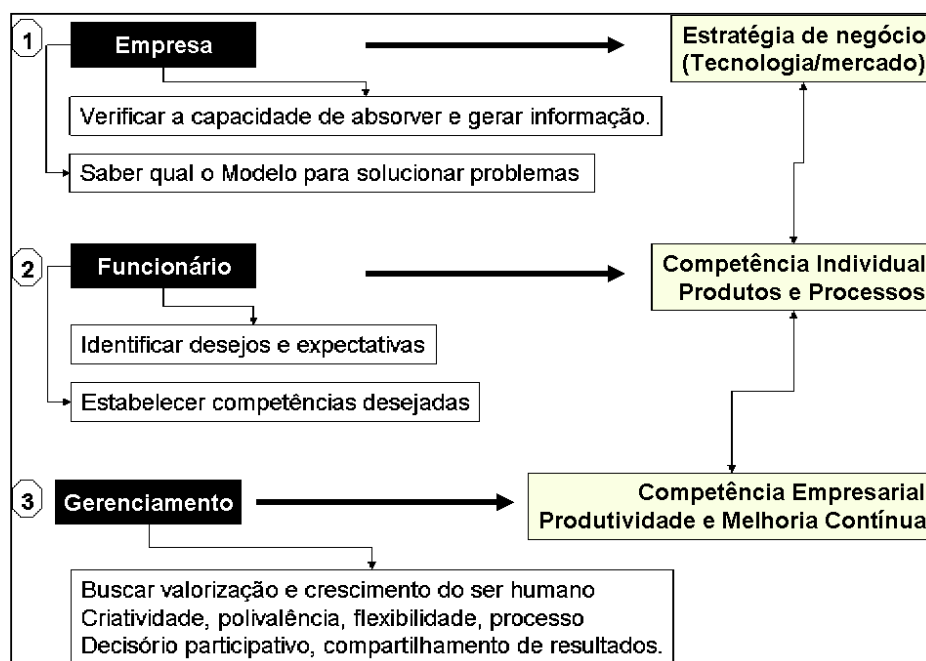 1
Empresa
Estratégia de negócio
(Tecnologia/mercado)
Verificar a capacidade de absorver e gerar informação.
Saber qual o Modelo para solucionar problemas
2
Funcionário
Competência Individual
Produtos e Processos
Identificar desejos e expectativas
Estabelecer competências desejadas
3
Gerenciamento
Competência Empresarial
Produtividade e Melhoria Contínua
Buscar valorização e crescimento do ser humano
Criatividade, polivalência, flexibilidade, processo
Decisório participativo, compartilhamento de resultados.